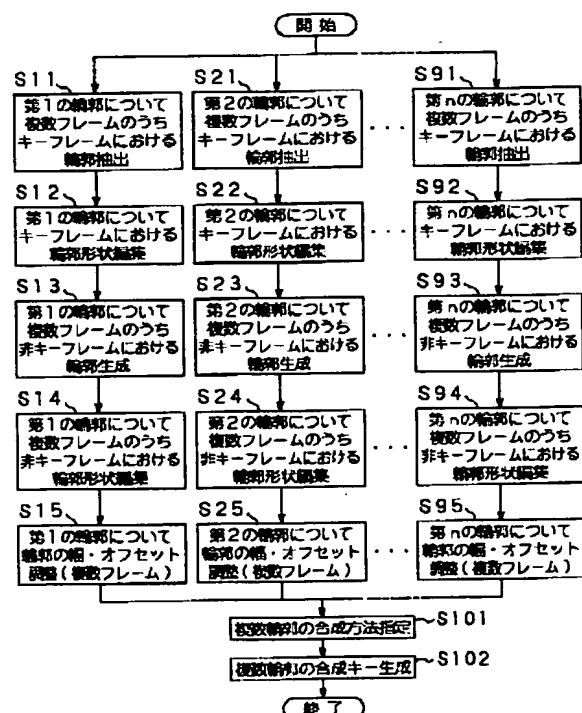 開始
S11
第1の輪郭について
複数フレームのうち
キーフレームにおける
輪郭抽出
S12
第1の輪郭について
キーフレームにおける
輪郭形状編集
S13
第1の輪郭について
複数フレームのうち
非キーフレームにおける
輪郭生成
S14
第1の輪郭について
複数フレームのうち
非キーフレームにおける
輪郭形状編集
S15
第1の輪郭について
輪郭の幅・オフセット
調整(複数フレーム)
S21
第2の輪郭について
複数フレームのうち
キーフレームにおける
輪郭抽出
S22
第2の輪郭について
キーフレームにおける
輪郭形状編集
S23
第2の輪郭について
複数フレームのうち
非キーフレームにおける
輪郭生成
S24
第2の輪郭について
複数フレームのうち
非キーフレームにおける
輪郭形状編集
S25
第2の輪郭について
輪郭の幅・オフセット
調整(複数フレーム)
・・・
・・・
・・・
・・・
・・・
S91
第nの輪郭について
複数フレームのうち
キーフレームにおける
輪郭抽出
S92
第nの輪郭について
キーフレームにおける
輪郭形状編集
S93
第nの輪郭について
複数フレームのうち
非キーフレームにおける
輪郭生成
S94
第nの輪郭について
複数フレームのうち
非キーフレームにおける
輪郭形状編集
S95
第nの輪郭について
輪郭の幅・オフセット
調整(複数フレーム)
複数輪郭の合成方法指定
S101
複数輪郭の合成キー生成
S102
終了